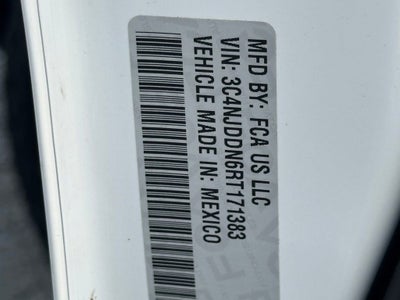 MFD BY: FCA US LLC
VIN: 3C4NJDDN6RT171383
VEHICLE MADE IN: MEXICO